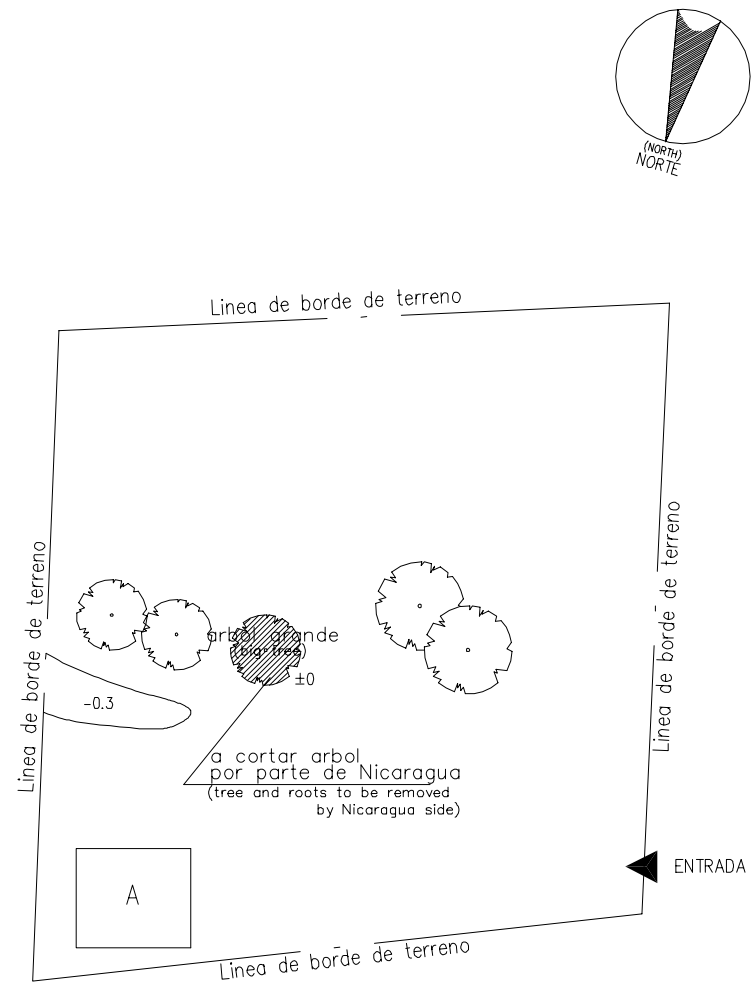 (NORTH)
NORTE
Linea de borde de terreno
Linea de borde de terreno
Linea de borde de terreno
arbol grande
(big tree)
±0
-0.3
a cortar arbol
por parte de Nicaragua
(tree and roots to be removed
by Nicaragua side)
A
ENTRADA
Linea de borde de terreno